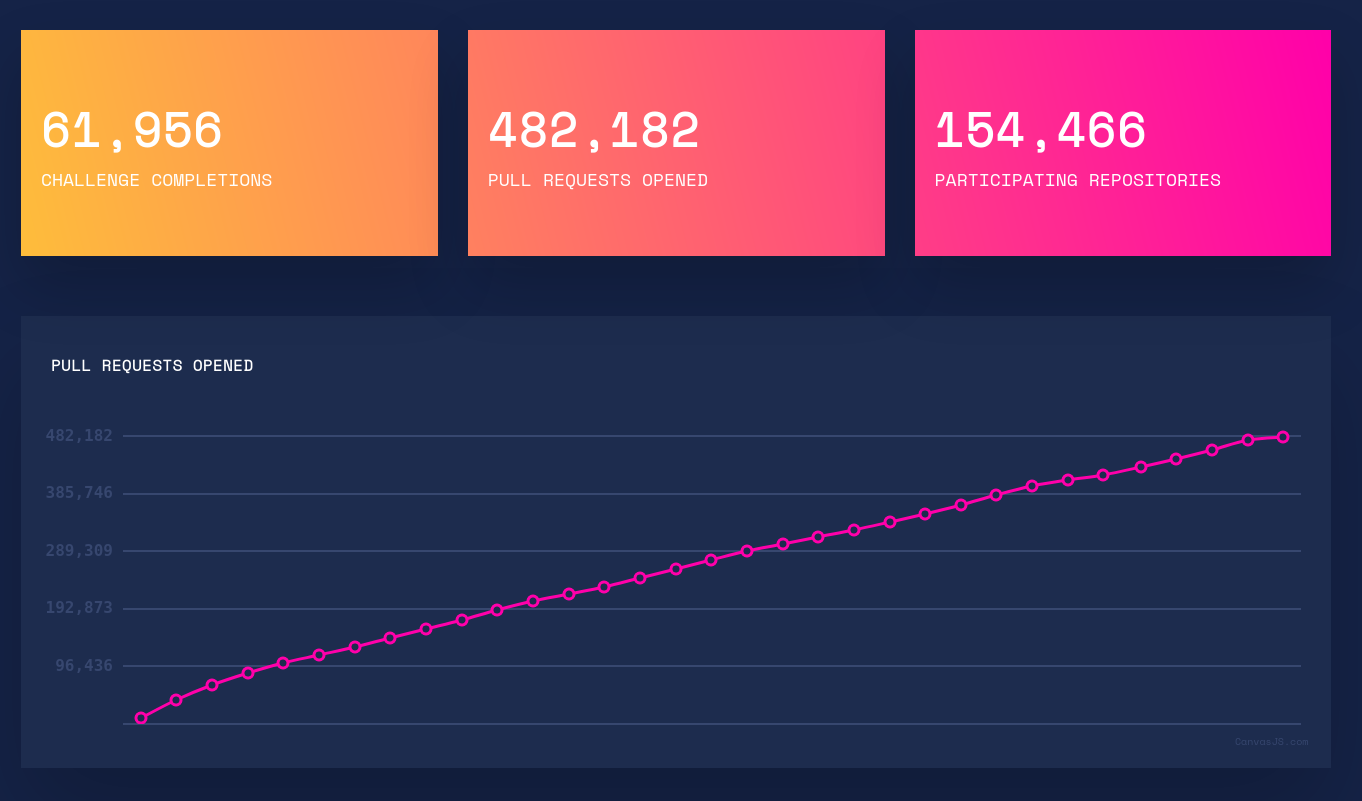 61,956
CHALLENGE COMPLETIONS
482,182
PULL REQUESTS OPENED
154,466
PARTICIPATING REPOSITORIES
PULL REQUESTS OPENED
482,182
385,746
289,309
192,873
96,436
CanvasJS.com